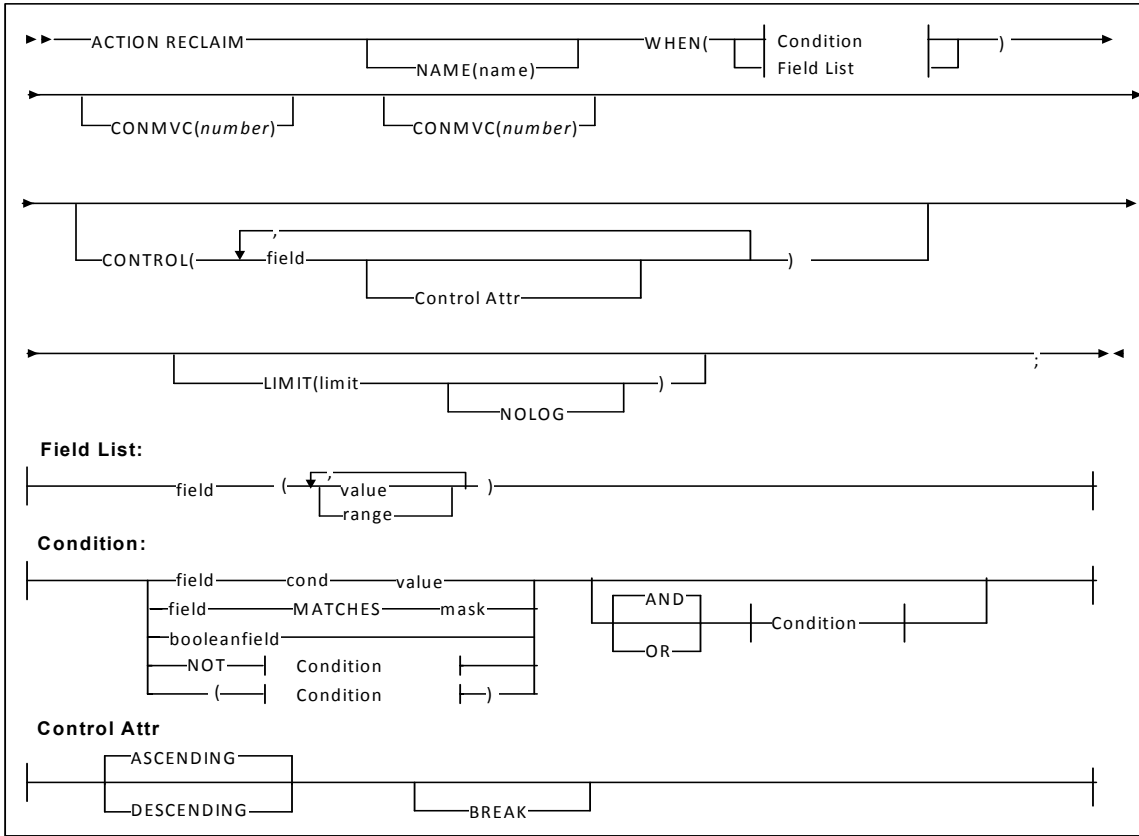 ACTION RECLAIM NAME(name) WHEN( Condition )
Field List
CONMVC(number) CONMVC(number)
,
CONTROL( field )
Control Attr
LIMIT(limit ) ;
NOLOG
Field List:
,
field ( value )
range
Condition:
field cond value
field MATCHES mask
booleanfield
NOT Condition
( Condition )
AND
OR
Condition
Control Attr
ASCENDING
DESCENDING
BREAK